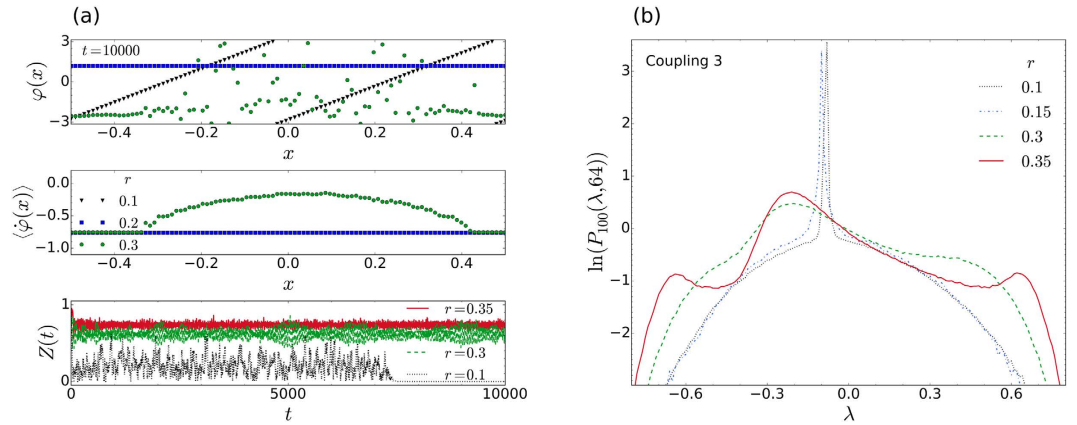 (a)
t=10000
φ(x)
3
0
−3
−0.4
−0.2
0.0
0.2
0.4
x
⟨φ̇(x)⟩
0.0
−0.5
−1.0
r
0.1
0.2
0.3
−0.4
−0.2
0.0
0.2
0.4
x
Z(t)
1
0
r=0.35
r=0.3
r=0.1
0
5000
10000
t
(b)
Coupling 3
r
0.1
0.15
0.3
0.35
ln(P₁₀₀(λ,64))
3
2
1
0
−1
−2
−0.6
−0.3
0.0
0.3
0.6
λ